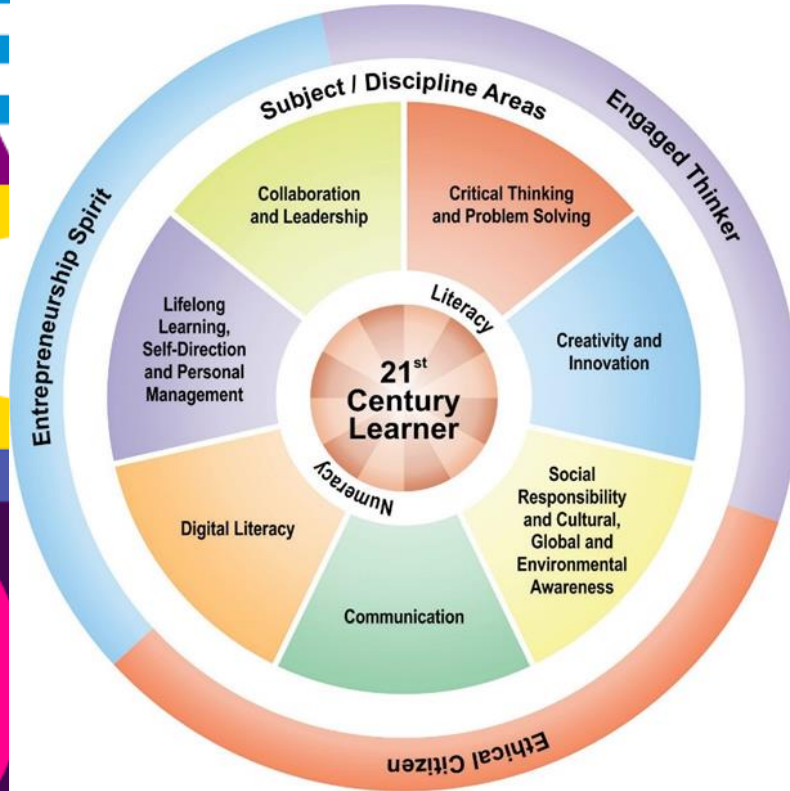 Subject / Discipline Areas
Engaged Thinker
Entrepreneurship Spirit
Ethical Citizen
Collaboration
and Leadership
Critical Thinking
and Problem Solving
Creativity and
Innovation
Social
Responsibility
and Cultural,
Global and
Environmental
Awareness
Communication
Digital Literacy
Lifelong
Learning,
Self-Direction
and Personal
Management
Literacy
21st
Century
Learner
Numeracy